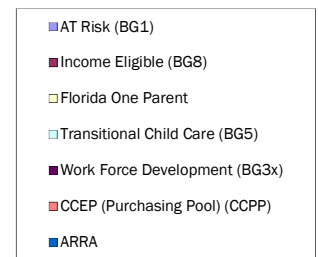 AT Risk (BG1)
Income Eligible (BG8)
Florida One Parent
Transitional Child Care (BG5)
Work Force Development (BG3x)
CCEP (Purchasing Pool) (CCPP)
ARRA